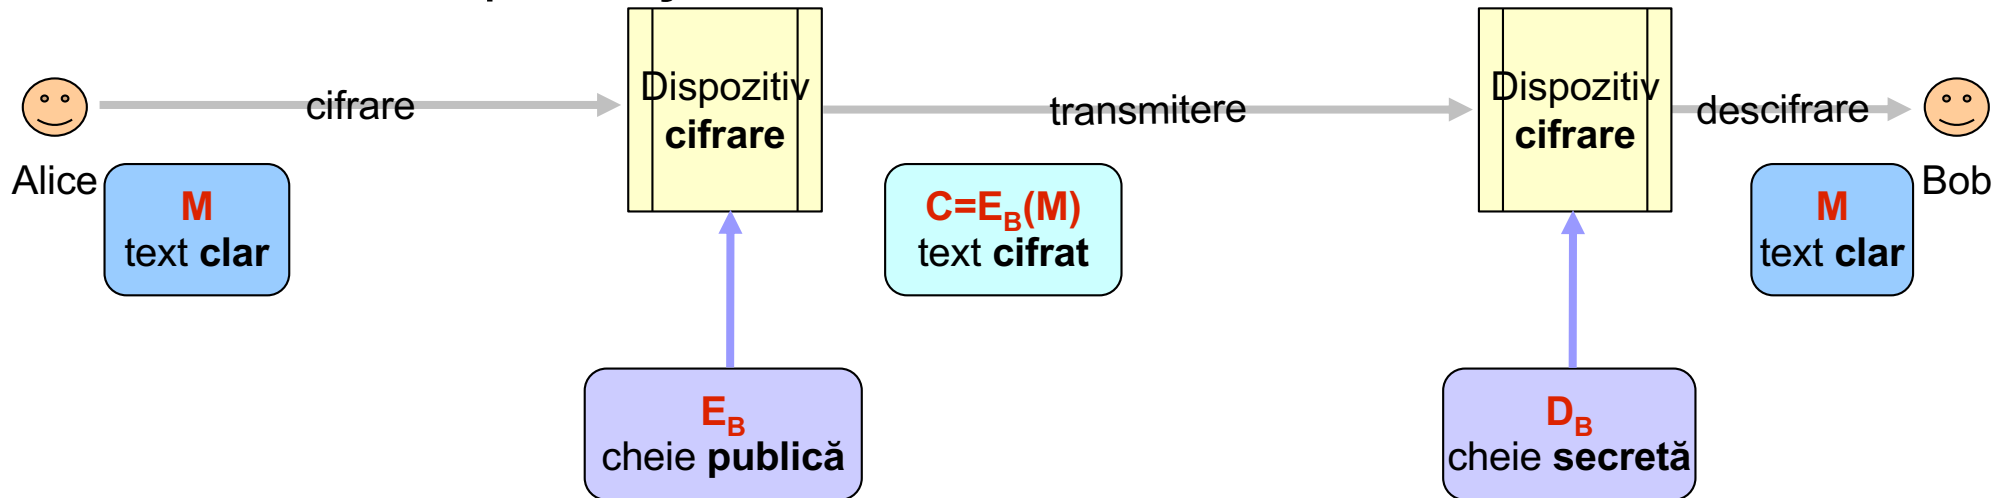 cifrare
Dispozitiv
cifrare
transmitere
Dispozitiv
cifrare
descifrare
Alice
M
text clar
C=E_B(M)
text cifrat
M
text clar
Bob
E_B
cheie publică
D_B
cheie secretă